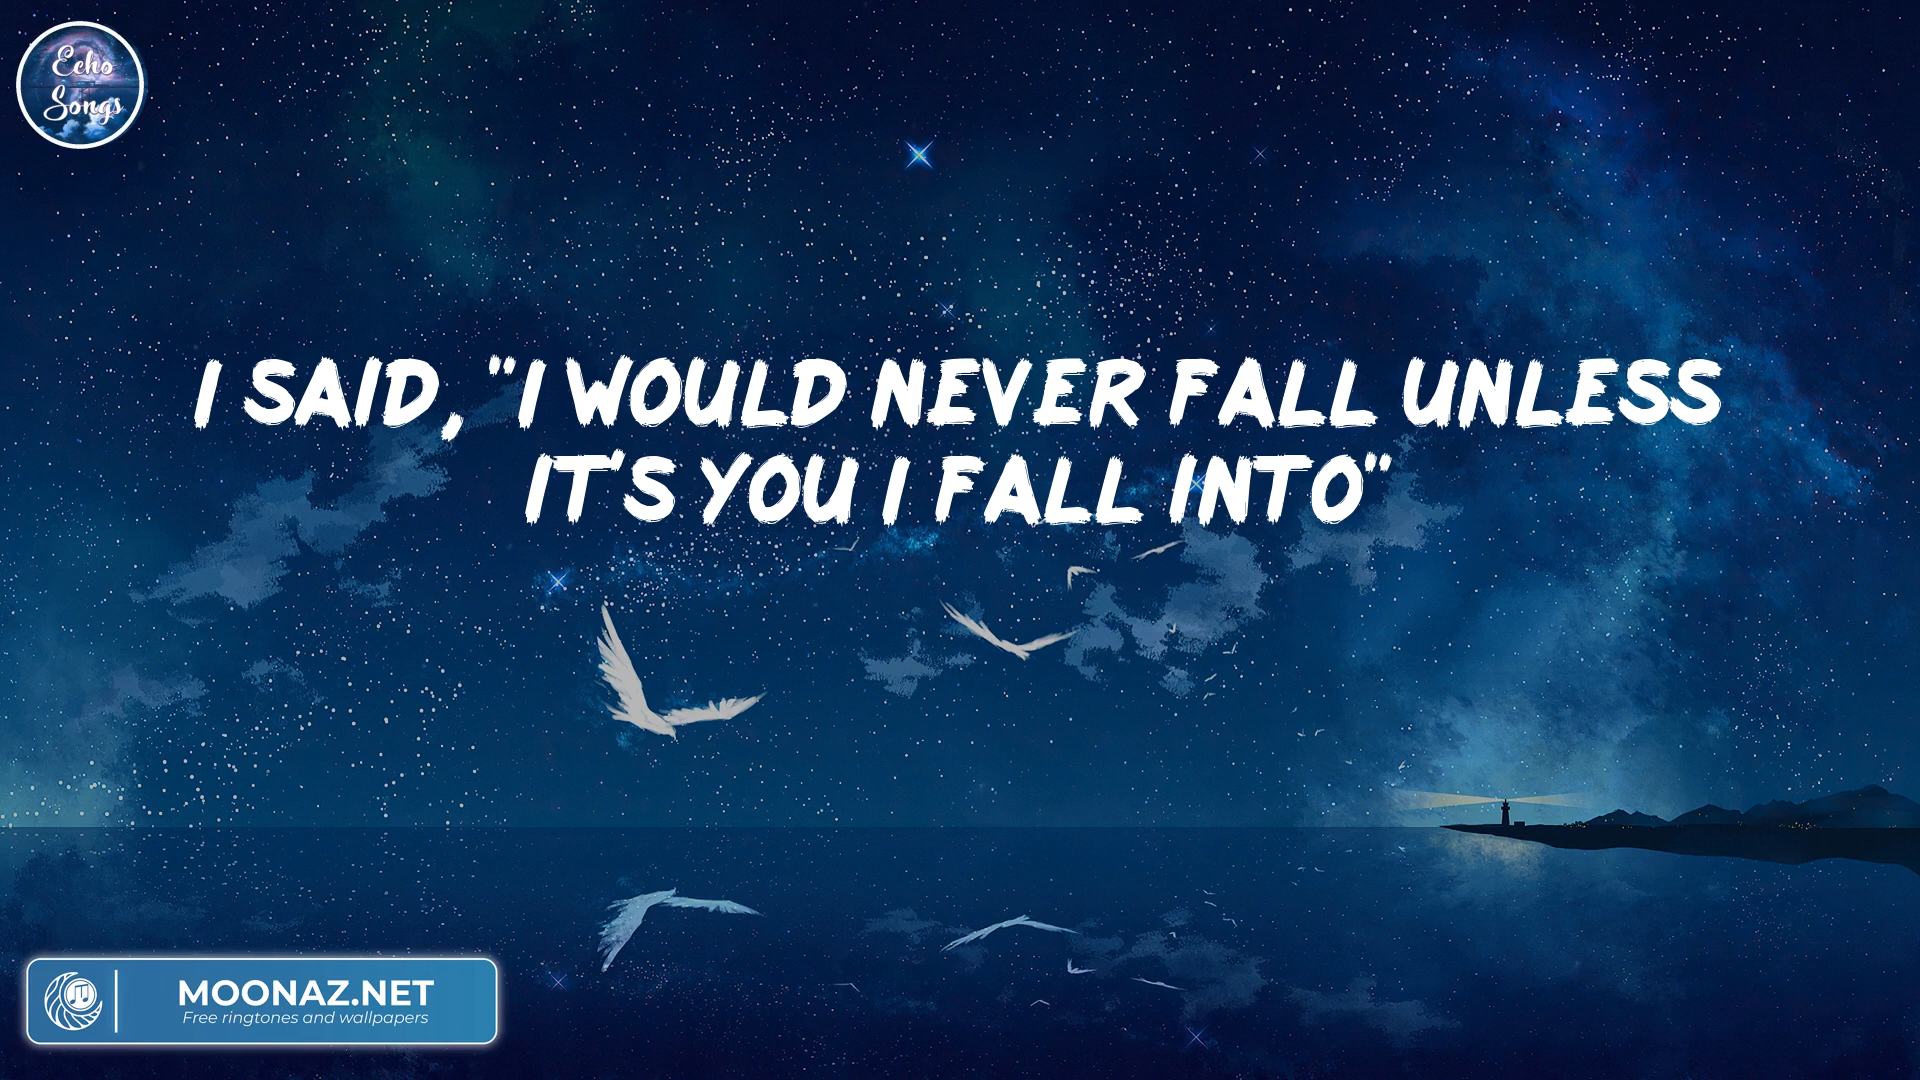 Echo
Songs
I SAID, "I WOULD NEVER FALL UNLESS
IT'S YOU I FALL INTO"
MOONAZ.NET
Free ringtones and wallpapers